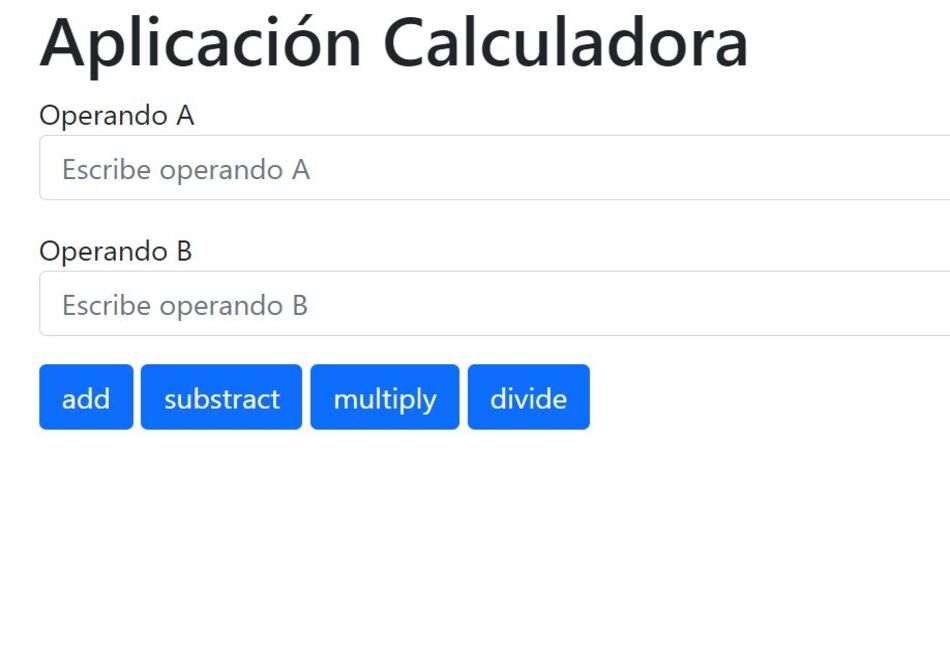 Aplicación Calculadora
Operando A
Escribe operando A
Operando B
Escribe operando B
add substract multiply divide